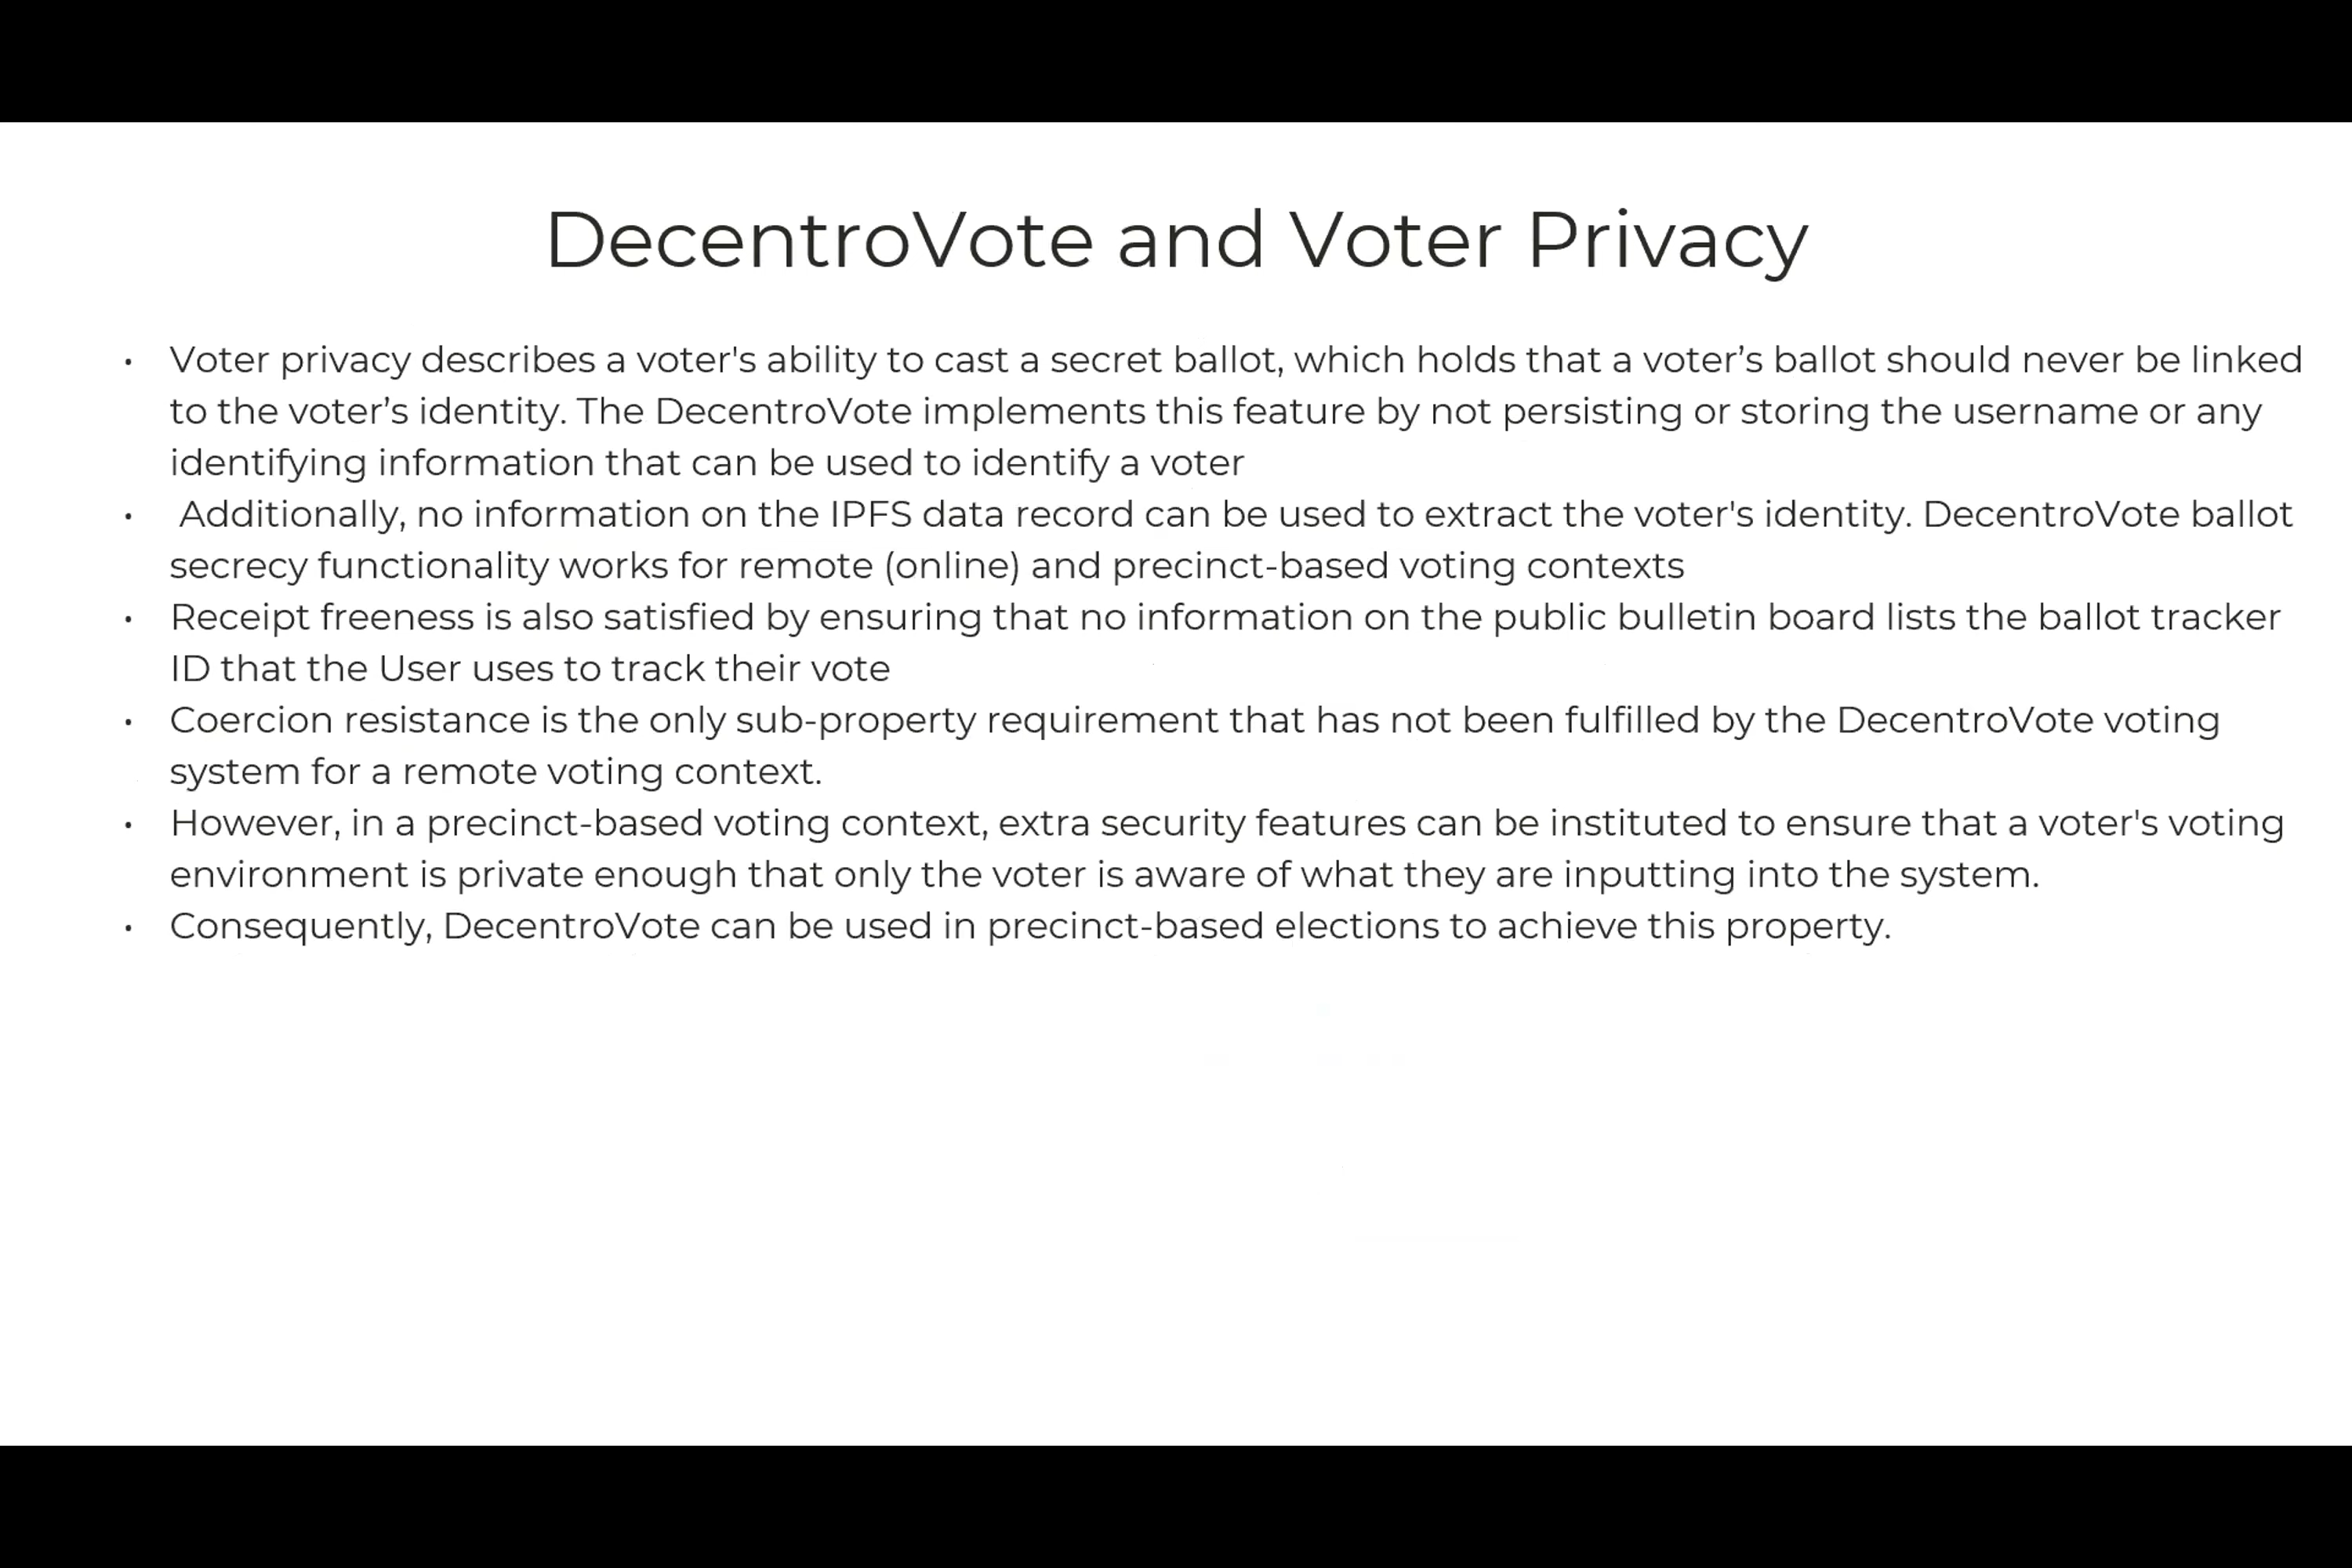 DecentroVote and Voter Privacy
• Voter privacy describes a voter's ability to cast a secret ballot, which holds that a voter’s ballot should never be linked
to the voter’s identity. The DecentroVote implements this feature by not persisting or storing the username or any
identifying information that can be used to identify a voter
• Additionally, no information on the IPFS data record can be used to extract the voter's identity. DecentroVote ballot
secrecy functionality works for remote (online) and precinct-based voting contexts
• Receipt freeness is also satisfied by ensuring that no information on the public bulletin board lists the ballot tracker
ID that the User uses to track their vote
• Coercion resistance is the only sub-property requirement that has not been fulfilled by the DecentroVote voting
system for a remote voting context.
• However, in a precinct-based voting context, extra security features can be instituted to ensure that a voter's voting
environment is private enough that only the voter is aware of what they are inputting into the system.
• Consequently, DecentroVote can be used in precinct-based elections to achieve this property.